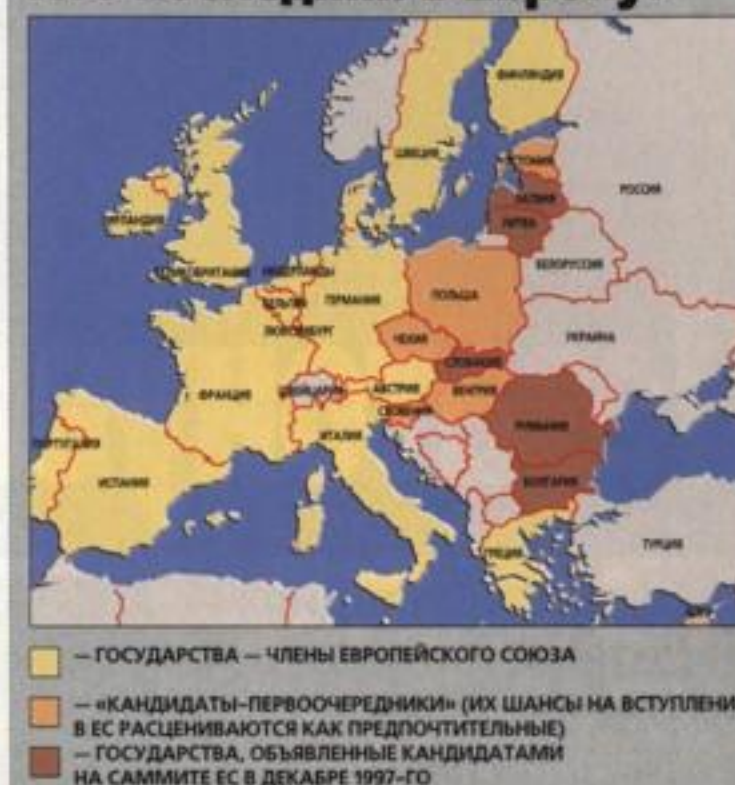 ФИНЛЯНДИЯ
ШВЕЦИЯ
ЭСТОНИЯ
РОССИЯ
ЛАТВИЯ
ИРЛАНДИЯ
ЛИТВА
ВЕЛИКОБРИТАНИЯ
НИДЕРЛАНДЫ
БЕЛОРУССИЯ
БЕЛЬГИЯ
ГЕРМАНИЯ
ПОЛЬША
ЛЮКСЕМБУРГ
ЧЕХИЯ
УКРАИНА
СЛОВАКИЯ
ФРАНЦИЯ
ШВЕЙЦАРИЯ
АВСТРИЯ
ВЕНГРИЯ
СЛОВЕНИЯ
РУМЫНИЯ
ПОРТУГАЛИЯ
ИТАЛИЯ
ИСПАНИЯ
БОЛГАРИЯ
ГРЕЦИЯ
ТУРЦИЯ
— ГОСУДАРСТВА — ЧЛЕНЫ ЕВРОПЕЙСКОГО СОЮЗА
— «КАНДИДАТЫ-ПЕРВООЧЕРЕДНИКИ» (ИХ ШАНСЫ НА ВСТУПЛЕНИ
В ЕС РАСЦЕНИВАЮТСЯ КАК ПРЕДПОЧТИТЕЛЬНЫЕ)
— ГОСУДАРСТВА, ОБЪЯВЛЕННЫЕ КАНДИДАТАМИ
НА САММИТЕ ЕС В ДЕКАБРЕ 1997-ГО